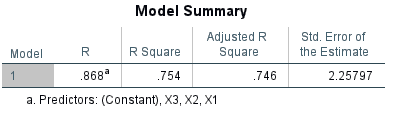 Model Summary
Model R R Square Adjusted R Square Std. Error of the Estimate
1 .868a .754 .746 2.25797
a. Predictors: (Constant), X3, X2, X1